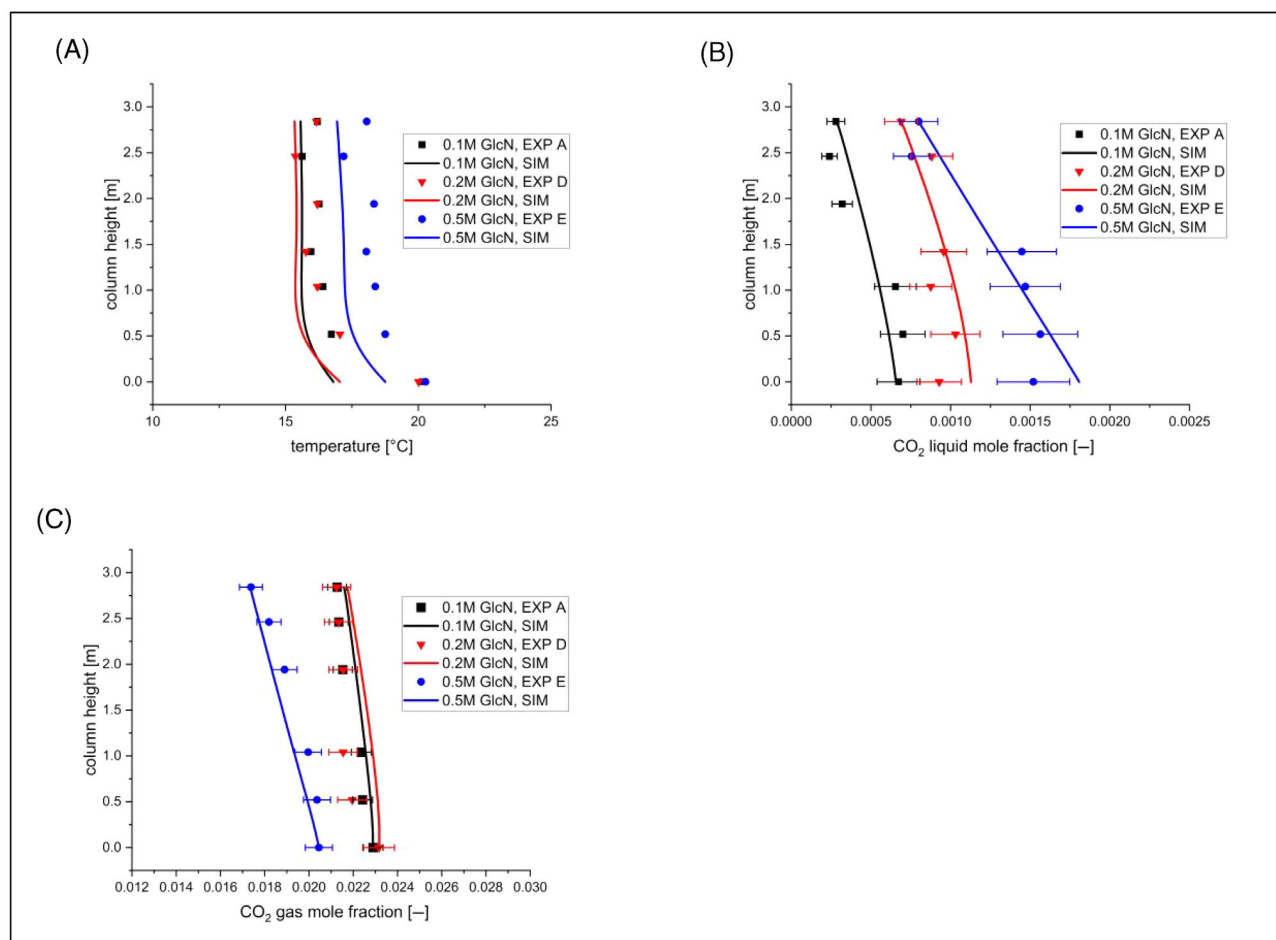 (A)
3.0
2.5
2.0
1.5
1.0
0.5
0.0
column height [m]
10 15 20 25
temperature [°C]
0.1M GlcN, EXP A
0.1M GlcN, SIM
0.2M GlcN, EXP D
0.2M GlcN, SIM
0.5M GlcN, EXP E
0.5M GlcN, SIM
(B)
3.0
2.5
2.0
1.5
1.0
0.5
0.0
column height [m]
0.0000 0.0005 0.0010 0.0015 0.0020 0.0025
CO₂ liquid mole fraction [—]
0.1M GlcN, EXP A
0.1M GlcN, SIM
0.2M GlcN, EXP D
0.2M GlcN, SIM
0.5M GlcN, EXP E
0.5M GlcN, SIM
(C)
3.0
2.5
2.0
1.5
1.0
0.5
0.0
column height [m]
0.012 0.014 0.016 0.018 0.020 0.022 0.024 0.026 0.028 0.030
CO₂ gas mole fraction [—]
0.1M GlcN, EXP A
0.1M GlcN, SIM
0.2M GlcN, EXP D
0.2M GlcN, SIM
0.5M GlcN, EXP E
0.5M GlcN, SIM